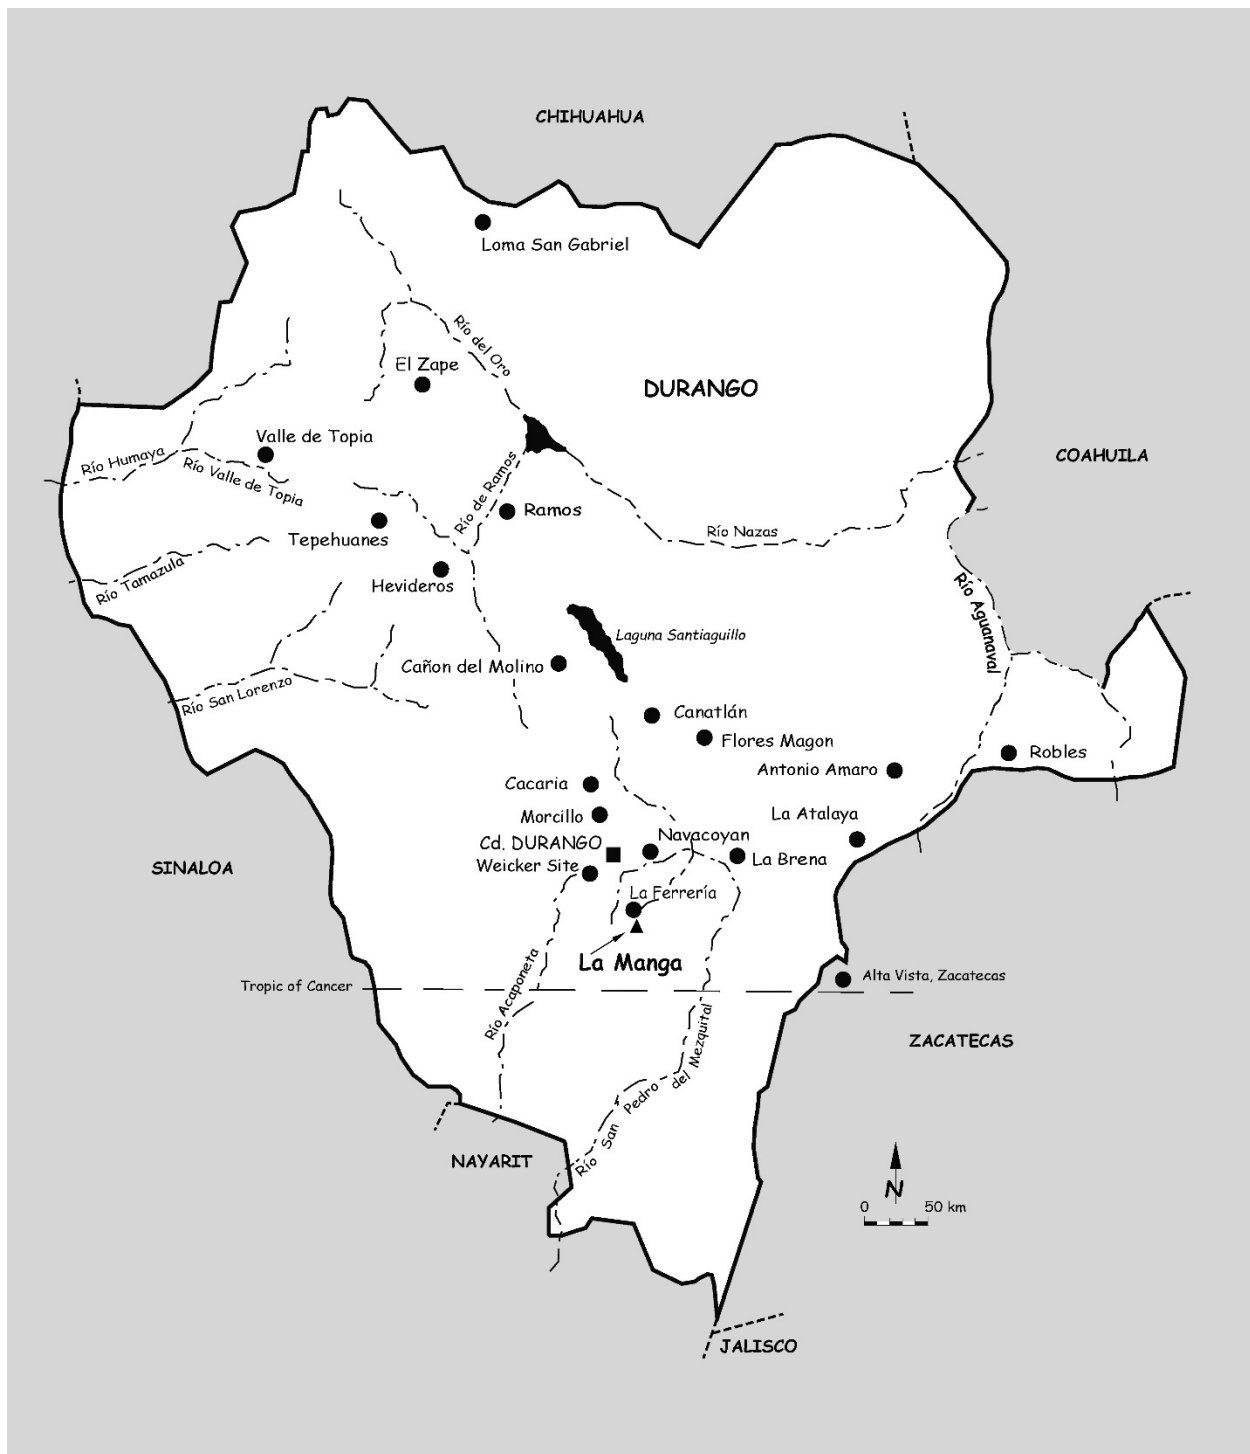 CHIHUAHUA
Loma San Gabriel
Río del Oro
El Zape
DURANGO
Valle de Topia
COAHUILA
Río Humaya
Río Valle de Topia
Río de Ramos
Ramos
Río Nazas
Tepehuanes
Río Tamazula
Hevideros
Río Aguanaval
Laguna Santiaguillo
Cañon del Molino
Río San Lorenzo
Canatlán
Flores Magon
Robles
Antonio Amaro
Cacaria
La Atalaya
Morcillo
Navacoyan
Cd. DURANGO
La Brena
Weicker Site
SINALOA
La Ferrería
La Manga
Alta Vista, Zacatecas
Tropic of Cancer
Río Acaponeta
ZACATECAS
Río San Pedro del Mezquital
NAYARIT
N
0 50 km
JALISCO